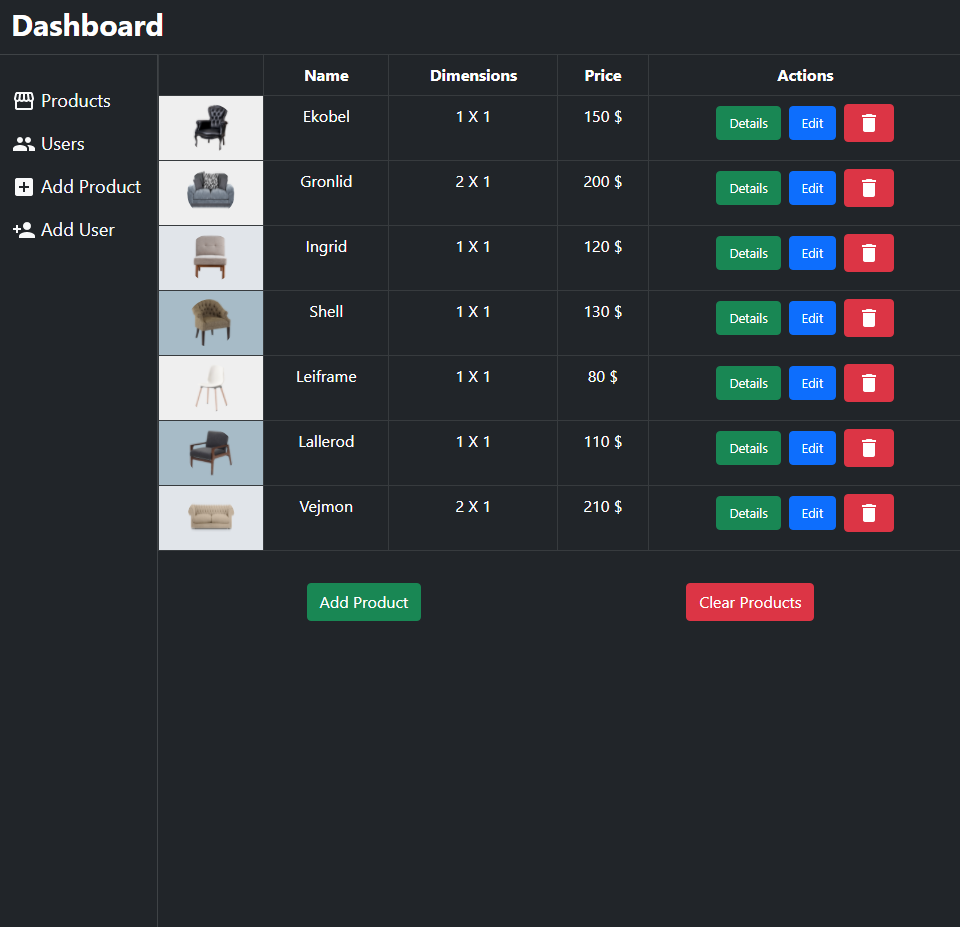 Dashboard
Products
Users
Add Product
Add User
Name Dimensions Price Actions
Ekobel 1 X 1 150 $ Details Edit
Gronlid 2 X 1 200 $ Details Edit
Ingrid 1 X 1 120 $ Details Edit
Shell 1 X 1 130 $ Details Edit
Leiframe 1 X 1 80 $ Details Edit
Lallerod 1 X 1 110 $ Details Edit
Vejmon 2 X 1 210 $ Details Edit
Add Product Clear Products